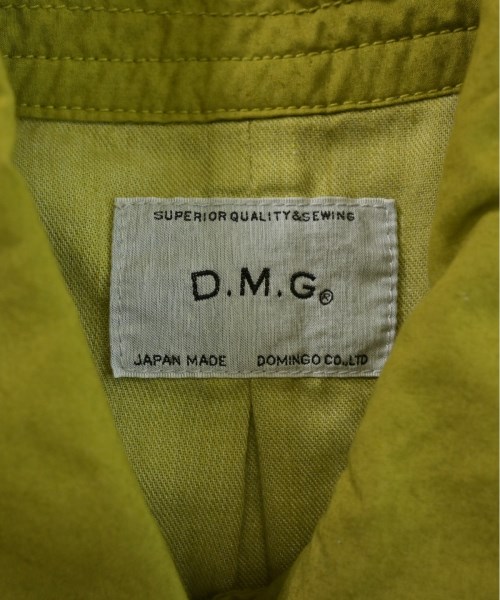 SUPERIOR QUALITY&SEWING
D.M.G®
JAPAN MADE DOMINGO CO.,LTD